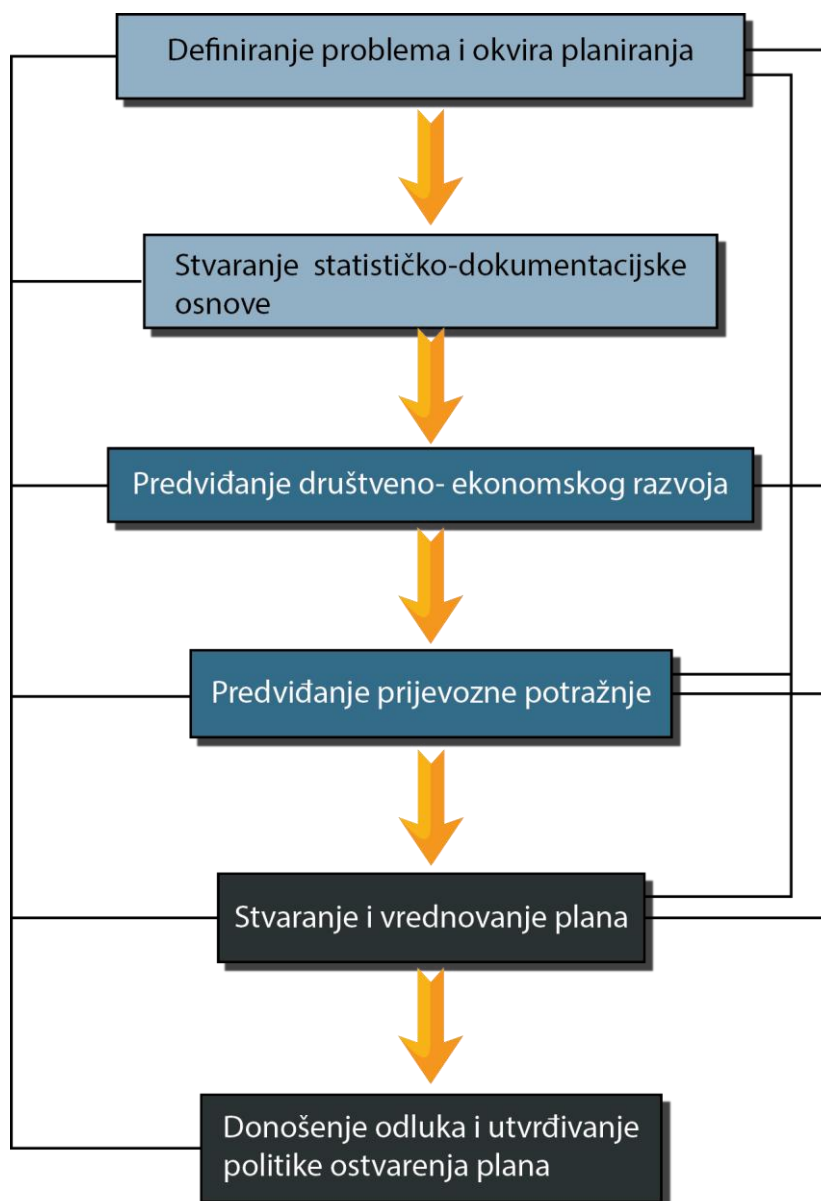 Definiranje problema i okvira planiranja
Stvaranje statističko-dokumentacijske
osnove
Predviđanje društveno- ekonomskog razvoja
Predviđanje prijevozne potražnje
Stvaranje i vrednovanje plana
Donošenje odluka i utvrđivanje
politike ostvarenja plana